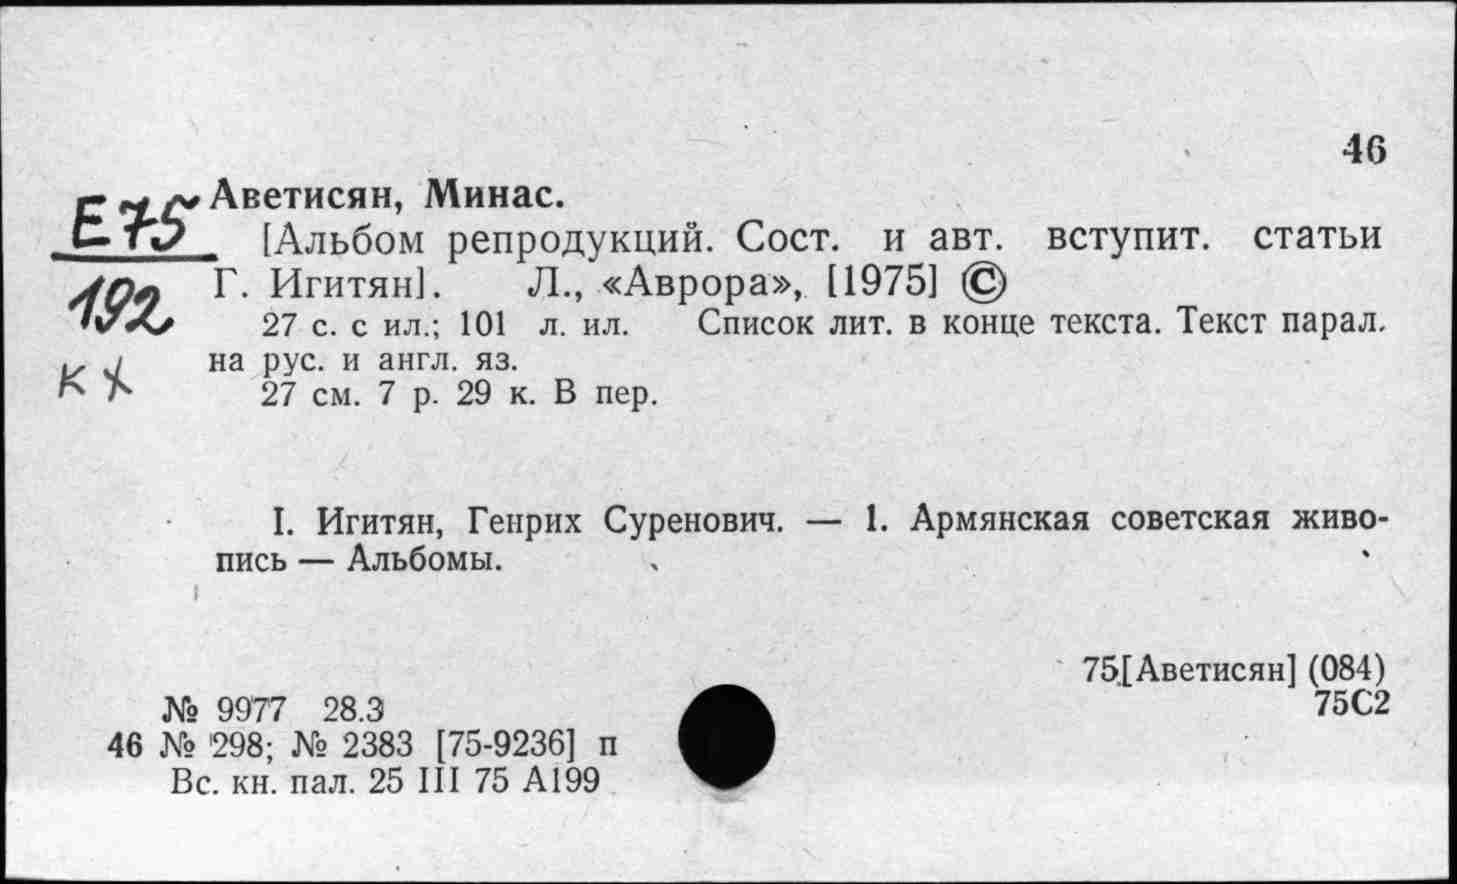 46
Е75
192
Аветисян, Минас.
[Альбом репродукций. Сост. и авт. вступит. статьи
Г. Игитян]. Л., «Аврора», [1975] ©
27 с. с ил.; 101 л. ил. Список лит. в конце текста. Текст парал.
на рус. и англ. яз.
27 см. 7 р. 29 к. В пер.
I. Игитян, Генрих Суренович. — 1. Армянская советская живо-
пись — Альбомы.
75[Аветисян] (084)
75С2
№ 9977 28.3
46 № 298; № 2383 [75-9236] п
Вс. кн. пал. 25 III 75 А199